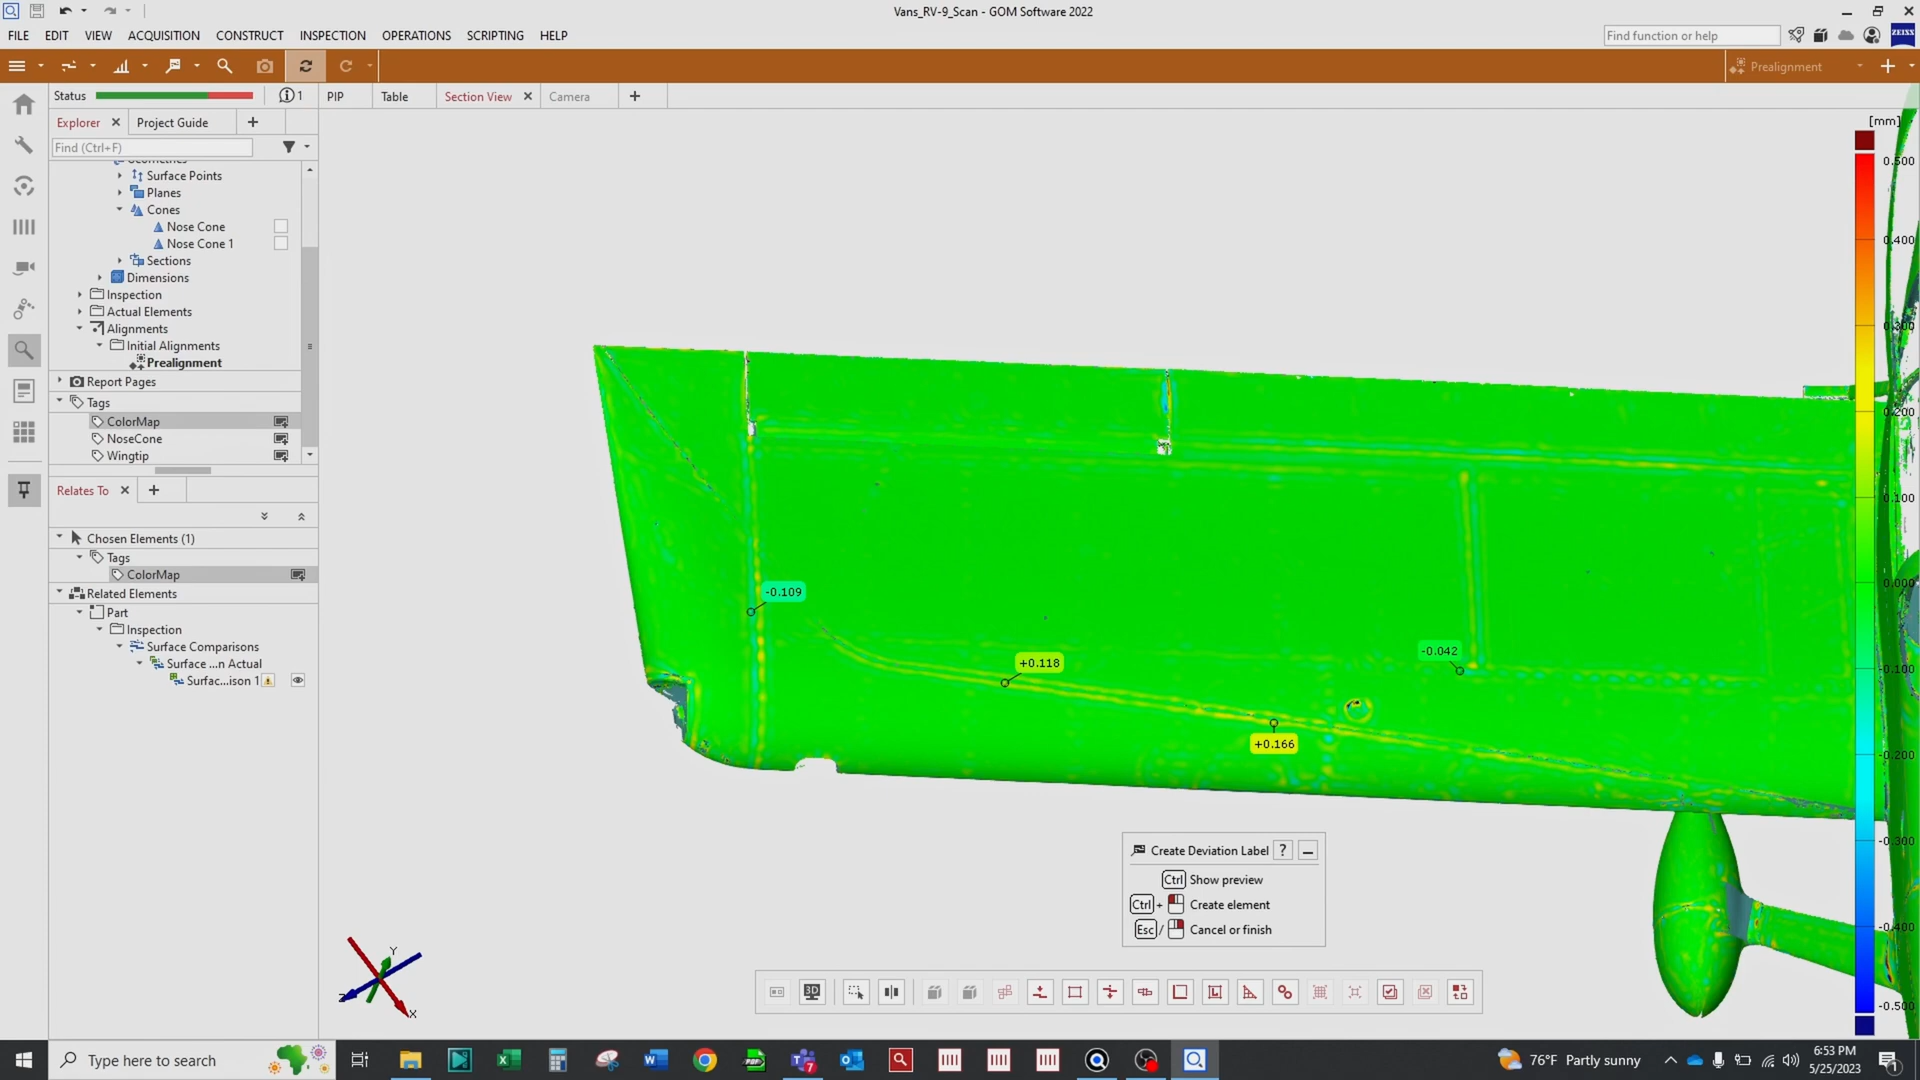 Vans_RV-9_Scan - GOM Software 2022
FILE EDIT VIEW ACQUISITION CONSTRUCT INSPECTION OPERATIONS SCRIPTING HELP
Find function or help
ZEISS
Prealignment
Status
1
PIP
Table
Section View
Camera
Explorer
Project Guide
Find (Ctrl+F)
Geometries
Surface Points
Planes
Cones
Nose Cone
Nose Cone 1
Sections
Dimensions
Inspection
Actual Elements
Alignments
Initial Alignments
Prealignment
Report Pages
Tags
ColorMap
NoseCone
Wingtip
Relates To
Chosen Elements (1)
Tags
ColorMap
Related Elements
Part
Inspection
Surface Comparisons
Surface ...n Actual
Surfac...ison 1
[mm]
0.500
0.400
0.300
0.200
0.100
0.000
-0.100
-0.200
-0.300
-0.400
-0.500
-0.109
+0.118
-0.042
+0.166
Create Deviation Label ?
Ctrl Show preview
Ctrl + Create element
Esc / Cancel or finish
Y
Z
X
3D
Type here to search
7
76°F Partly sunny
6:53 PM
5/25/2023
1